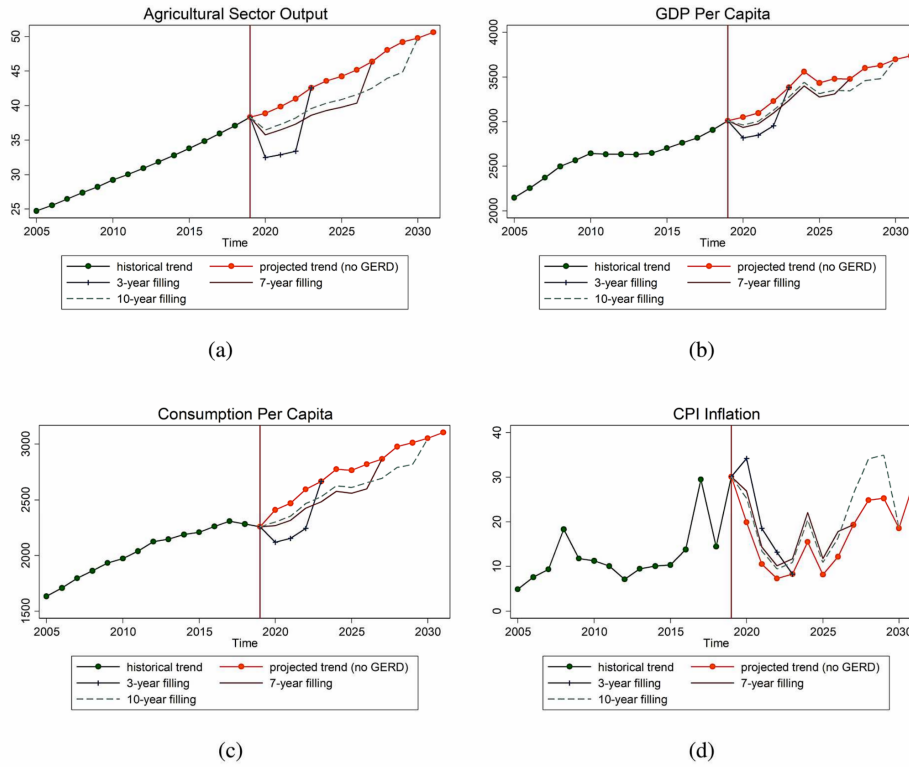 Agricultural Sector Output
50
45
40
35
30
25
2005 2010 2015 2020 2025 2030
Time
historical trend projected trend (no GERD)
3-year filling 7-year filling
10-year filling
(a)
GDP Per Capita
4000
3500
3000
2500
2000
2005 2010 2015 2020 2025 2030
Time
historical trend projected trend (no GERD)
3-year filling 7-year filling
10-year filling
(b)
Consumption Per Capita
3000
2500
2000
1500
2005 2010 2015 2020 2025 2030
Time
historical trend projected trend (no GERD)
3-year filling 7-year filling
10-year filling
(c)
CPI Inflation
40
30
20
10
0
2005 2010 2015 2020 2025 2030
Time
historical trend projected trend (no GERD)
3-year filling 7-year filling
10-year filling
(d)